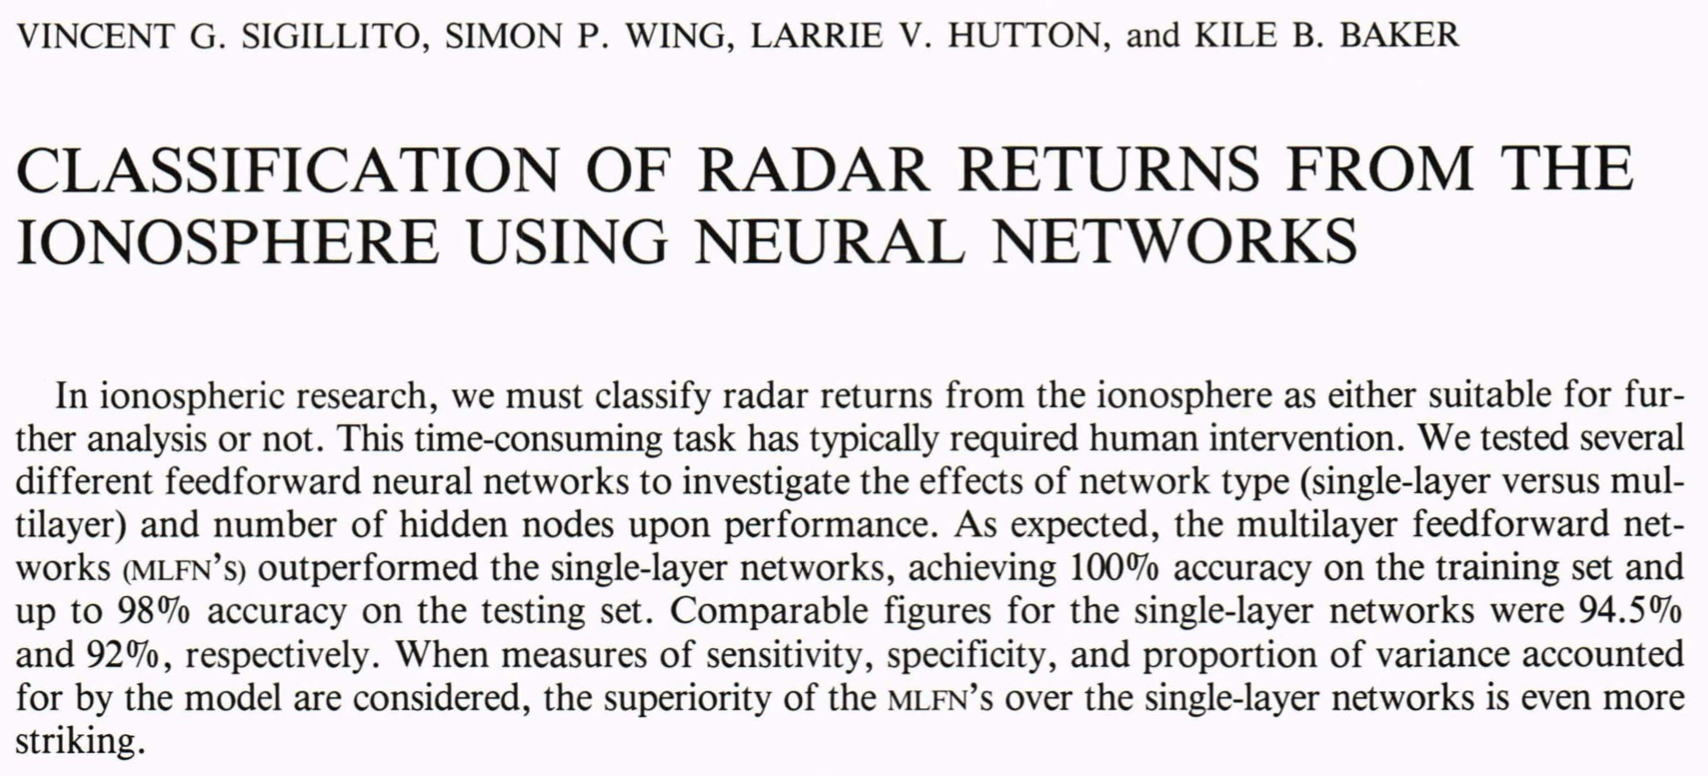 VINCENT G. SIGILLITO, SIMON P. WING, LARRIE V. HUTTON, and KILE B. BAKER
CLASSIFICATION OF RADAR RETURNS FROM THE
IONOSPHERE USING NEURAL NETWORKS
In ionospheric research, we must classify radar returns from the ionosphere as either suitable for fur-
ther analysis or not. This time-consuming task has typically required human intervention. We tested several
different feedforward neural networks to investigate the effects of network type (single-layer versus mul-
tilayer) and number of hidden nodes upon performance. As expected, the multilayer feedforward net-
works (MLFN's) outperformed the single-layer networks, achieving 100% accuracy on the training set and
up to 98% accuracy on the testing set. Comparable figures for the single-layer networks were 94.5%
and 92%, respectively. When measures of sensitivity, specificity, and proportion of variance accounted
for by the model are considered, the superiority of the MLFN's over the single-layer networks is even more
striking.